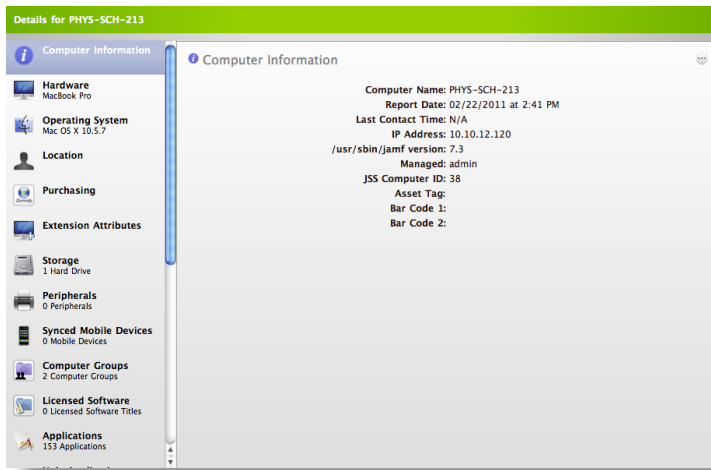 Details for PHYS-SCH-213
Computer Information
Hardware
MacBook Pro
Operating System
Mac OS X 10.5.7
Location
Purchasing
Extension Attributes
Storage
1 Hard Drive
Peripherals
0 Peripherals
Synced Mobile Devices
0 Mobile Devices
Computer Groups
2 Computer Groups
Licensed Software
0 Licensed Software Titles
Applications
153 Applications
Computer Information
Computer Name: PHYS-SCH-213
Report Date: 02/22/2011 at 2:41 PM
Last Contact Time: N/A
IP Address: 10.10.12.120
/usr/sbin/jamf version: 7.3
Managed: admin
JSS Computer ID: 38
Asset Tag:
Bar Code 1:
Bar Code 2: